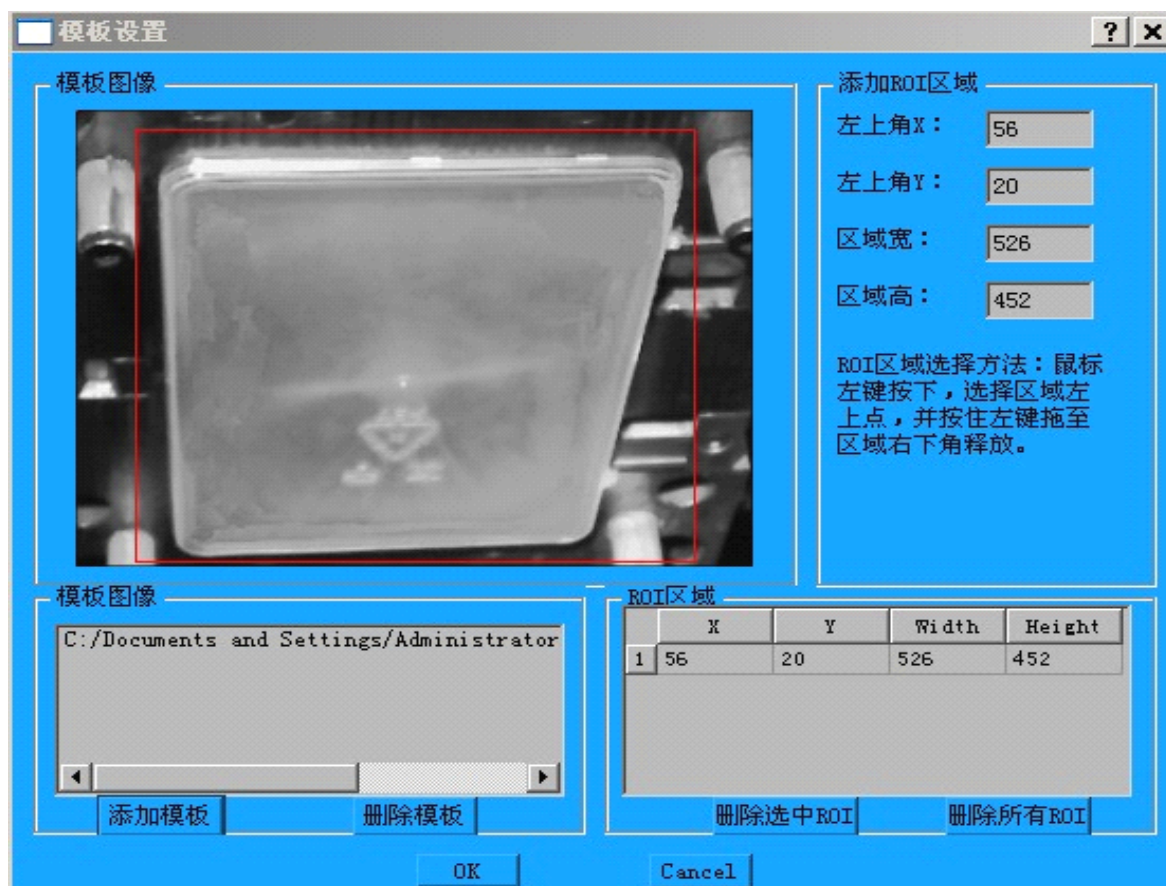 模板设置
模板图像
添加ROI区域
左上角X：
56
左上角Y：
20
区域宽：
526
区域高：
452
ROI区域选择方法：鼠标
左键按下，选择区域左
上点，并按住左键拖至
区域右下角释放。
模板图像
C:/Documents and Settings/Administrator
添加模板
删除模板
ROI区域
X Y Width Height
1 56 20 526 452
删除选中ROI
删除所有ROI
OK
Cancel